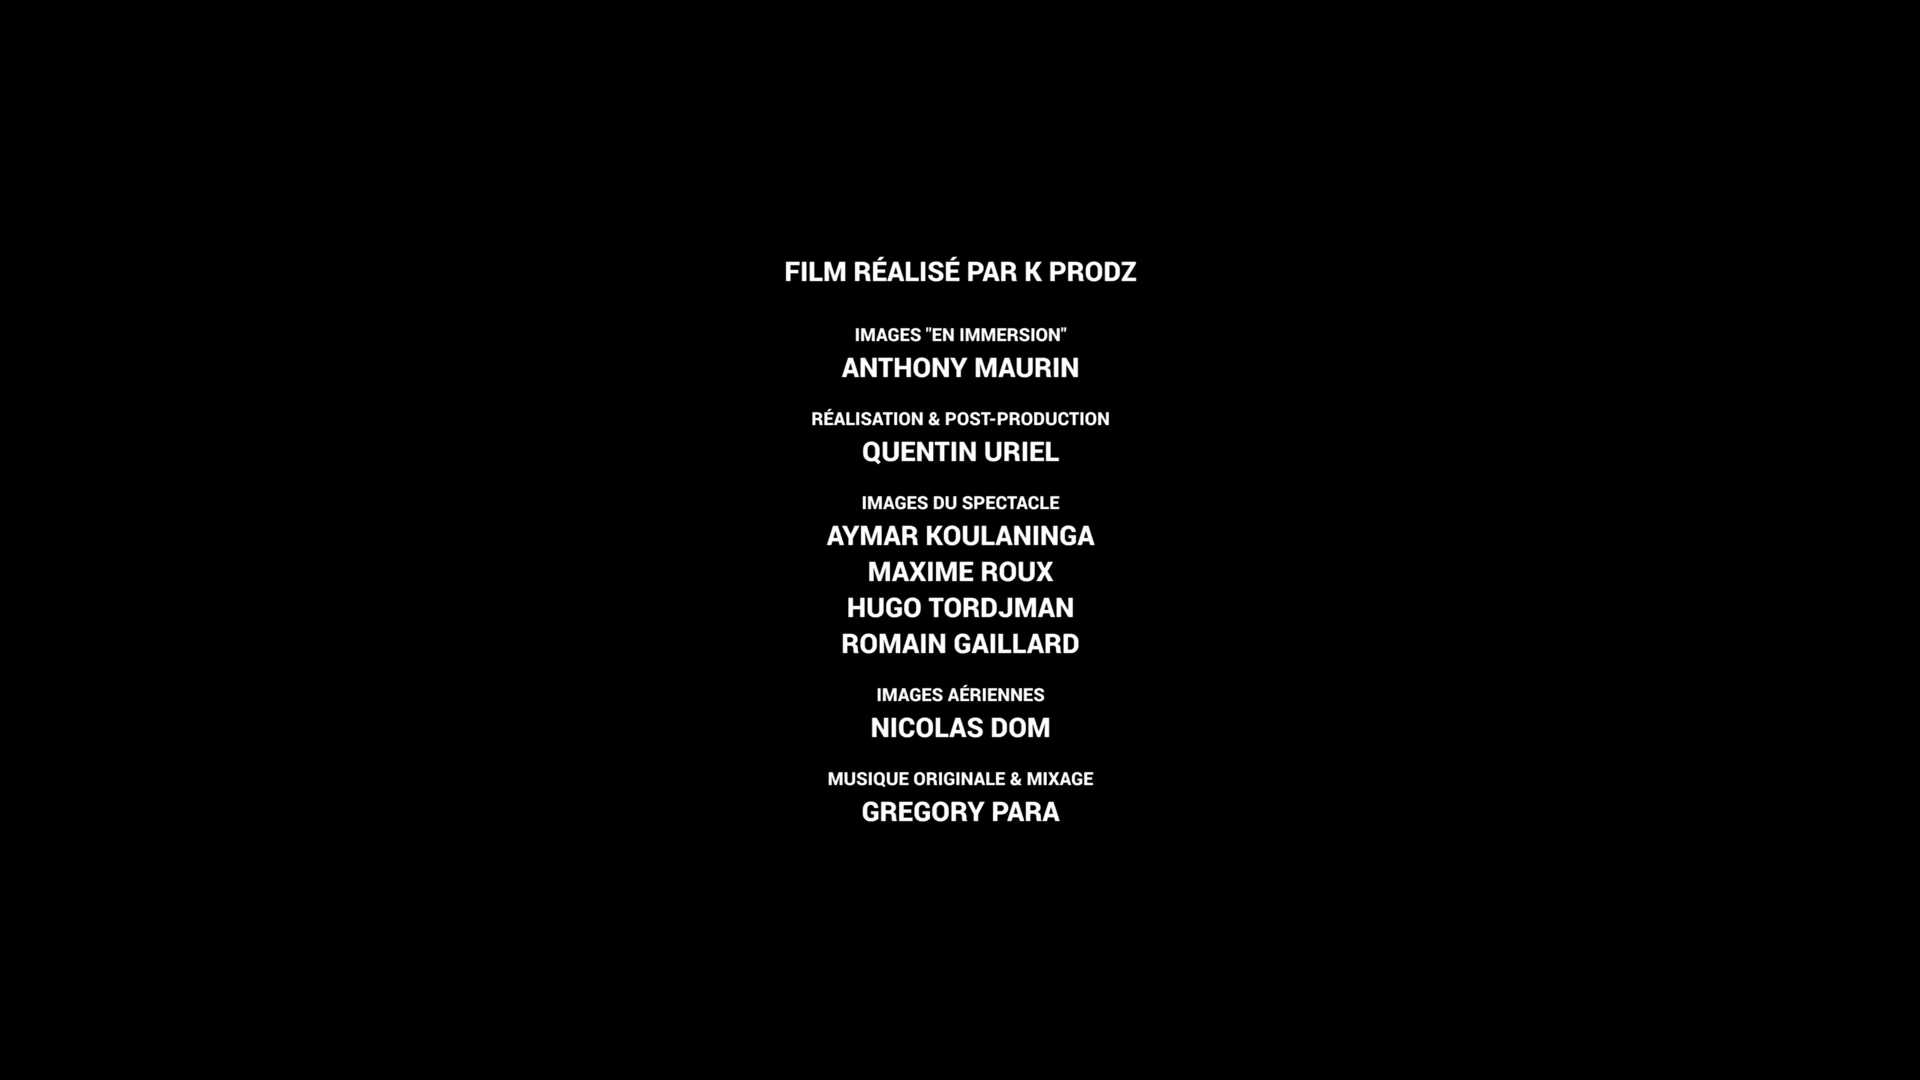 FILM RÉALISÉ PAR K PRODZ
IMAGES "EN IMMERSION"
ANTHONY MAURIN
RÉALISATION & POST-PRODUCTION
QUENTIN URIEL
IMAGES DU SPECTACLE
AYMAR KOULANINGA
MAXIME ROUX
HUGO TORDJMAN
ROMAIN GAILLARD
IMAGES AÉRIENNES
NICOLAS DOM
MUSIQUE ORIGINALE & MIXAGE
GREGORY PARA